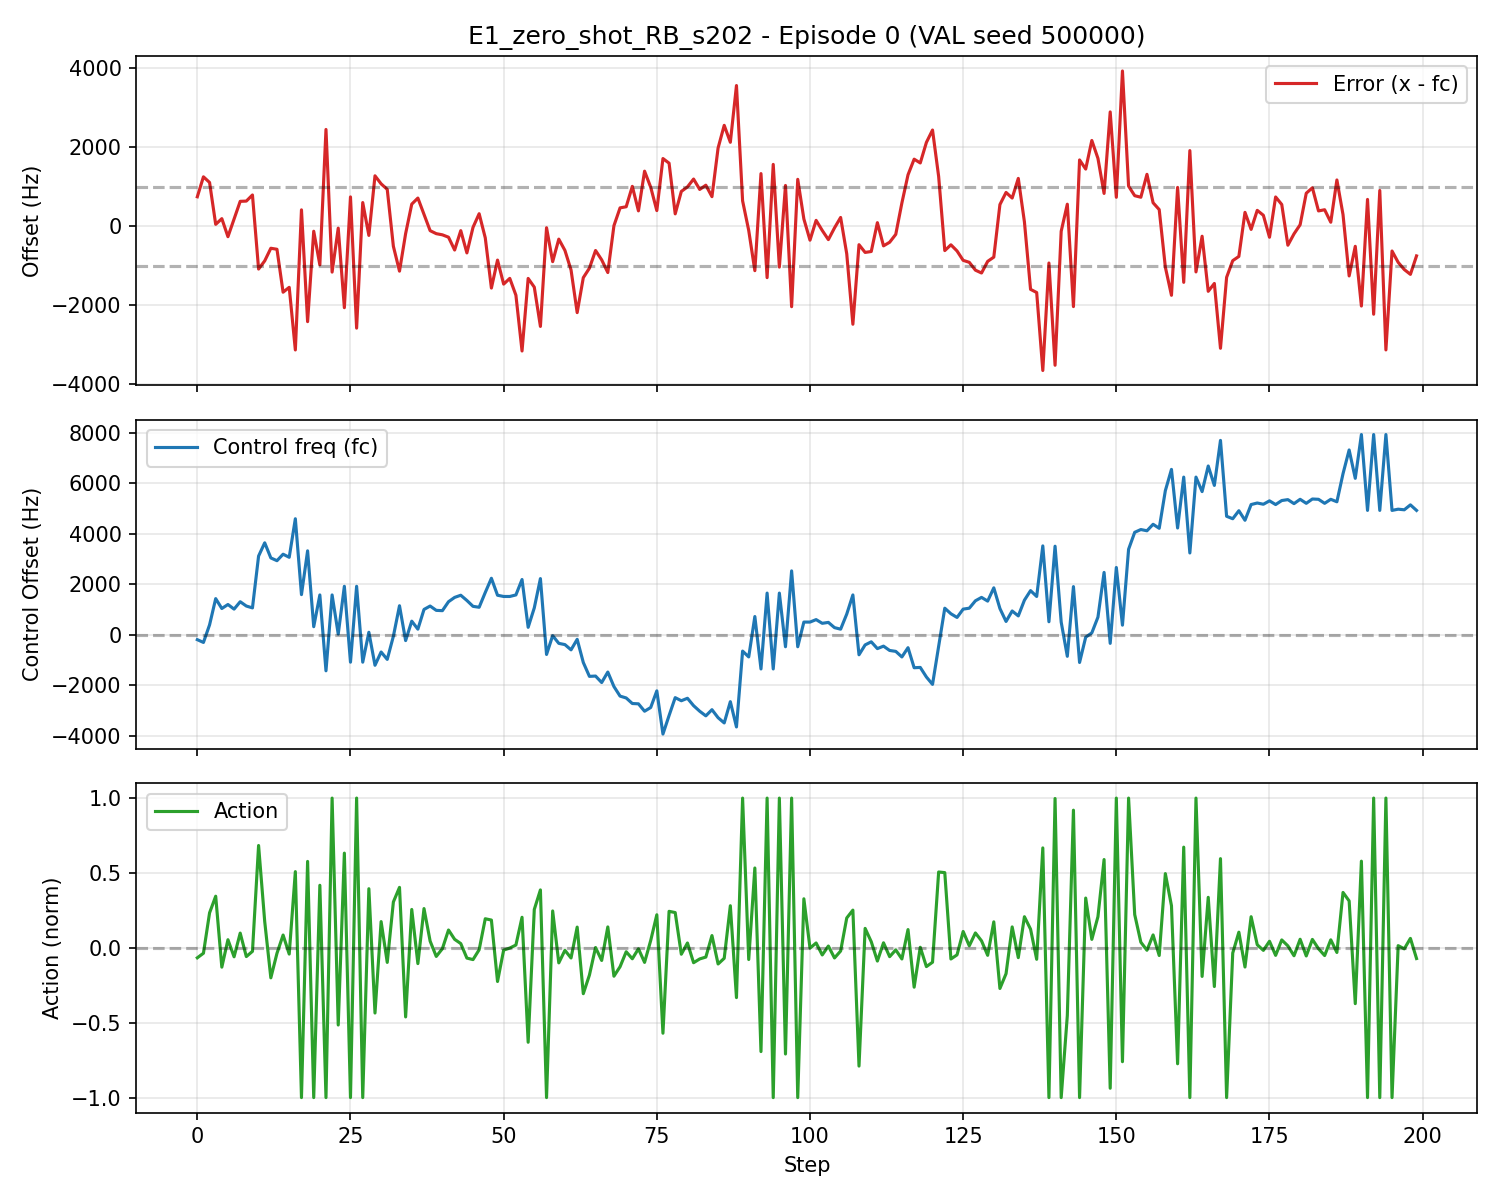 E1_zero_shot_RB_s202 - Episode 0 (VAL seed 500000)
4000
2000
0
−2000
−4000
Offset (Hz)
Error (x - fc)
8000
6000
4000
2000
0
−2000
−4000
Control Offset (Hz)
Control freq (fc)
1.0
0.5
0.0
−0.5
−1.0
Action (norm)
Action
0 25 50 75 100 125 150 175 200
Step